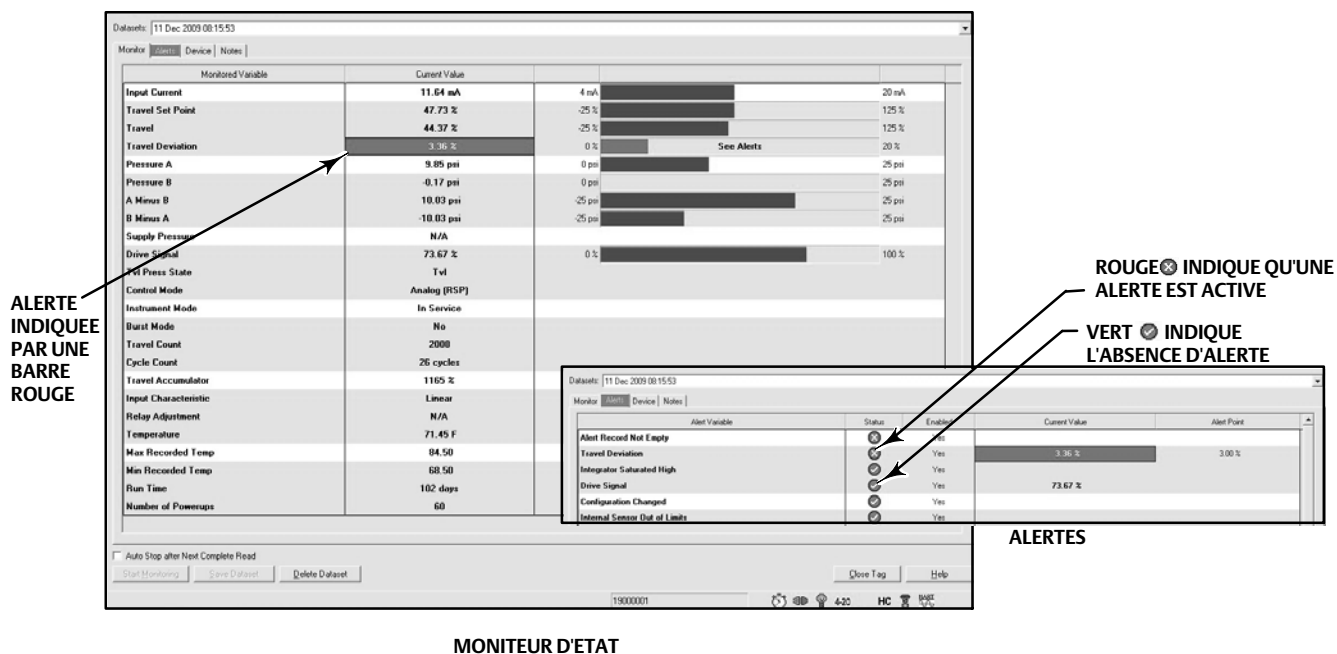 Datasets: 11 Dec 2009 08:15:53
Monitor Alerts Device Notes
Monitored Variable Current Value
Input Current 11.64 mA 4 mA 20 mA
Travel Set Point 47.73 % -25 % 125 %
Travel 44.37 % -25 % 125 %
Travel Deviation 3.36 % 0 % See Alerts 20 %
Pressure A 9.85 psi 0 psi 25 psi
Pressure B -0.17 psi 0 psi 25 psi
A Minus B 10.03 psi -25 psi 25 psi
B Minus A -10.03 psi -25 psi 25 psi
Supply Pressure N/A
Drive Signal 73.67 % 0 % 100 %
Tvl Press State Tvl
Control Mode Analog (RSP)
Instrument Mode In Service
Burst Mode No
Travel Count 2000
Cycle Count 26 cycles
Travel Accumulator 1165 %
Input Characteristic Linear
Relay Adjustment N/A
Temperature 71.45 F
Max Recorded Temp 84.50
Min Recorded Temp 68.50
Run Time 102 days
Number of Powerups 60
Auto Stop after Next Complete Read
Start Monitoring Save Dataset Delete Dataset Close Tag Help
19000001 4-20 HC HART
ALERTE
INDIQUEE
PAR UNE
BARRE
ROUGE
ROUGE INDIQUE QU'UNE
ALERTE EST ACTIVE
VERT INDIQUE
L'ABSENCE D'ALERTE
Datasets: 11 Dec 2009 08:15:53
Monitor Alerts Device Notes
Alert Variable Status Enabled Current Value Alert Point
Alert Record Not Empty Yes
Travel Deviation Yes 3.36 % 3.00 %
Integrator Saturated High Yes
Drive Signal Yes 73.67 %
Configuration Changed Yes
Internal Sensor Out of Limits Yes
ALERTES
MONITEUR D'ETAT